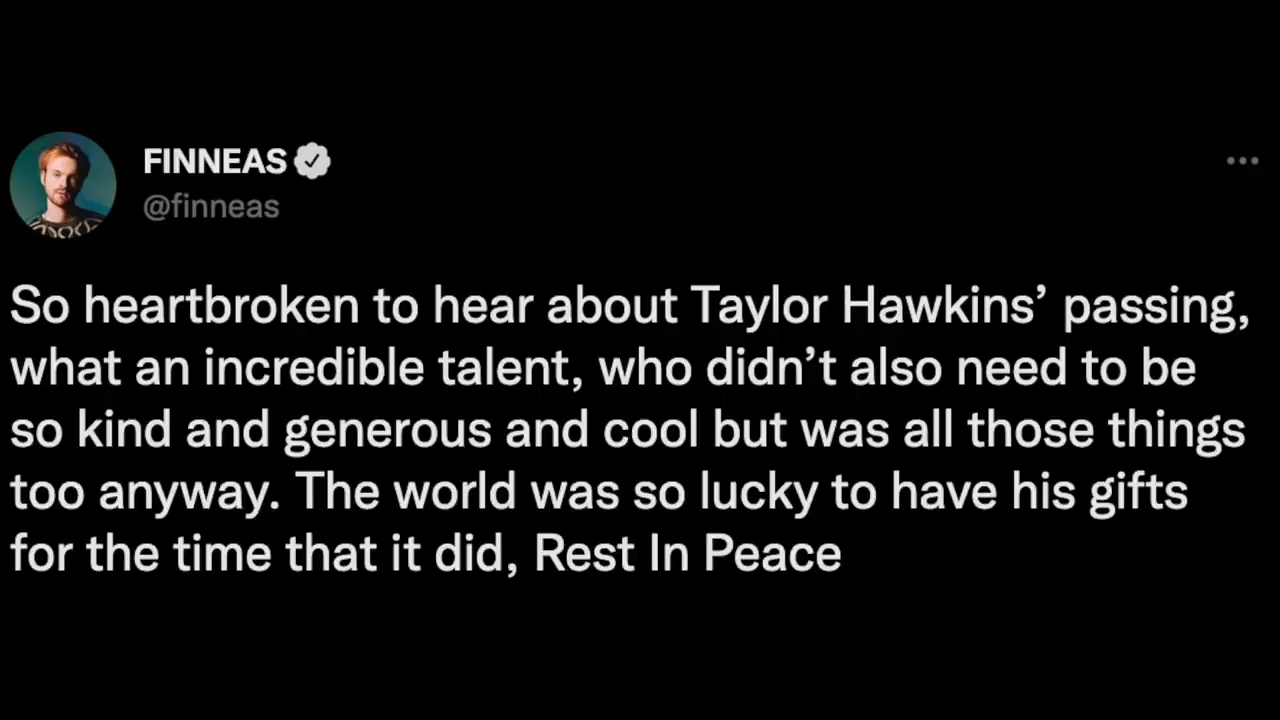 FINNEAS
@finneas
So heartbroken to hear about Taylor Hawkins’ passing,
what an incredible talent, who didn’t also need to be
so kind and generous and cool but was all those things
too anyway. The world was so lucky to have his gifts
for the time that it did, Rest In Peace